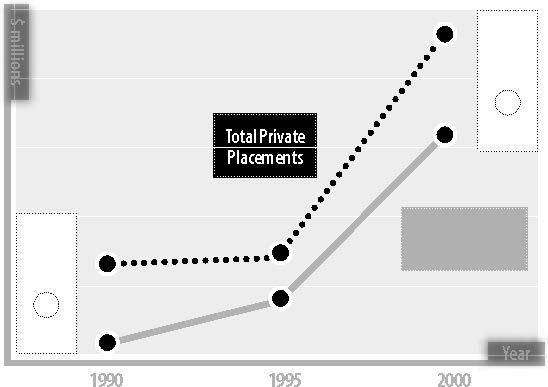 $ millions
Total Private
Placements
Year
1990
1995
2000